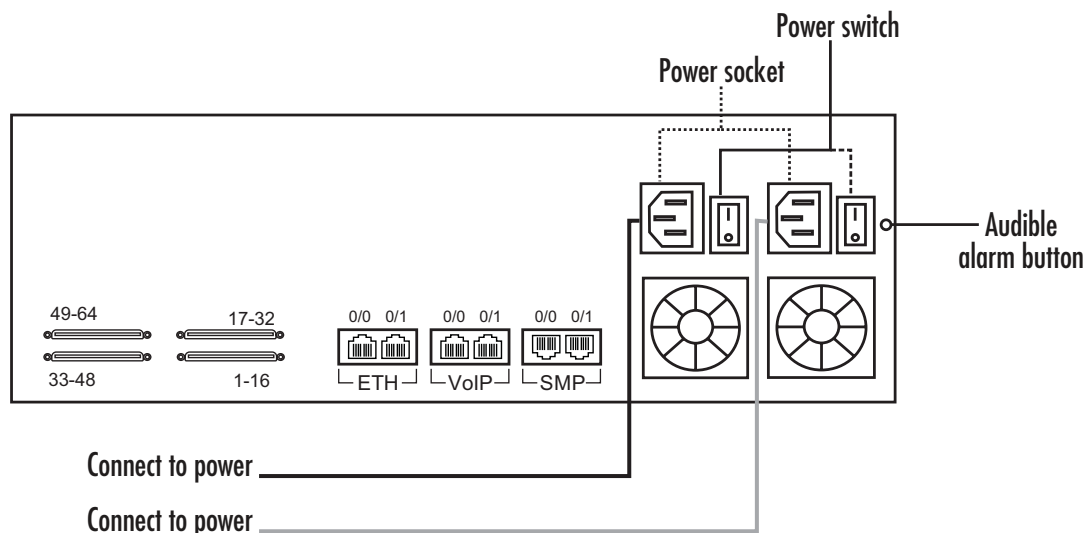 Power switch
Power socket
Audible
alarm button
49-64
17-32
33-48
1-16
0/0 0/1 0/0 0/1 0/0 0/1
ETH VoIP SMP
Connect to power
Connect to power